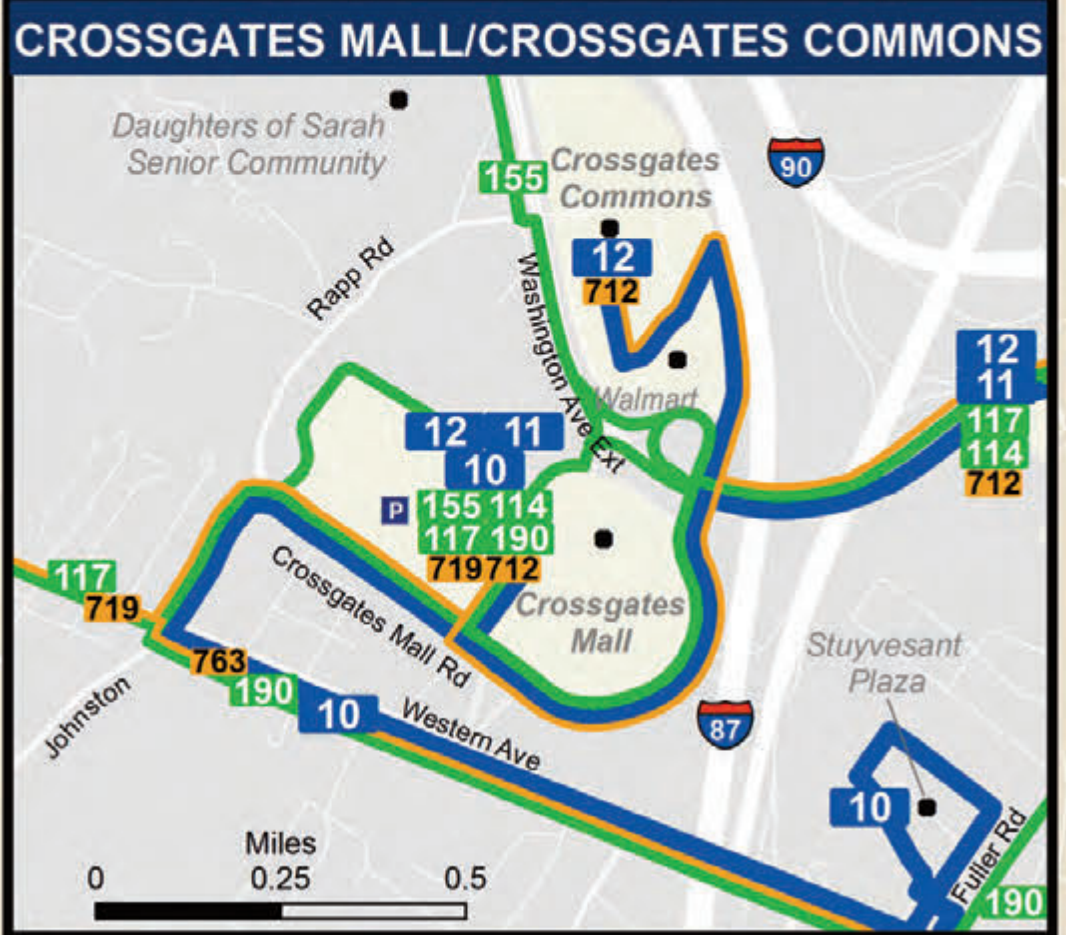 CROSSGATES MALL/CROSSGATES COMMONS
Daughters of Sarah
Senior Community
155
Crossgates
Commons
90
12
712
Rapp Rd
Washington Ave Ext
Walmart
12
11
117
114
712
12 11
10
P
155 114
117 190
719 712
Crossgates
Mall
Crossgates Mall Rd
117
719
763
190
10
Johnston
Western Ave
87
Stuyvesant
Plaza
10
Fuller Rd
190
Miles
0 0.25 0.5